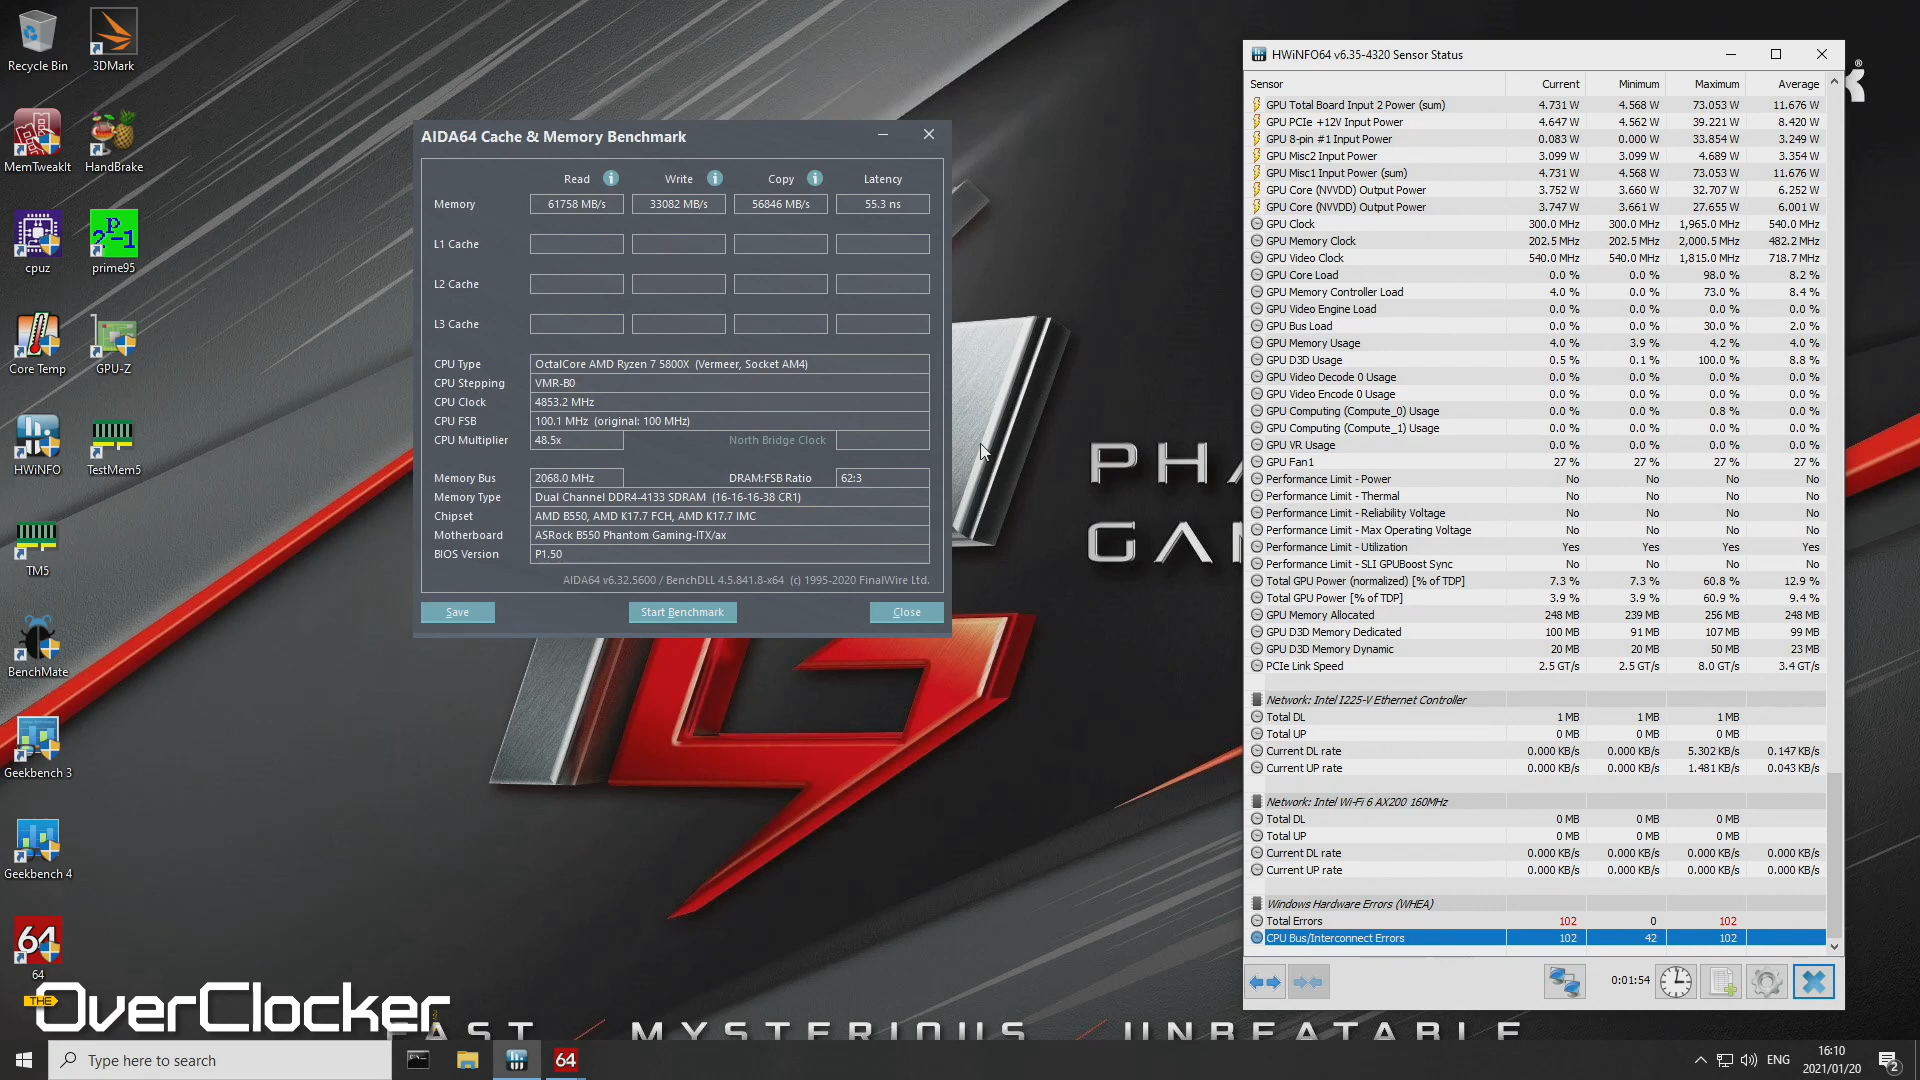 Recycle Bin
3DMark
MemTweakIt
HandBrake
cpuz
prime95
Core Temp
GPU-Z
HWiNFO
TestMem5
TM5
BenchMate
Geekbench 3
Geekbench 4
64
64
AIDA64 Cache & Memory Benchmark
Read Write Copy Latency
Memory 61758 MB/s 33082 MB/s 56846 MB/s 55.3 ns
L1 Cache
L2 Cache
L3 Cache
CPU Type OctalCore AMD Ryzen 7 5800X (Vermeer, Socket AM4)
CPU Stepping VMR-B0
CPU Clock 4853.2 MHz
CPU FSB 100.1 MHz (original: 100 MHz)
CPU Multiplier 48.5x North Bridge Clock
Memory Bus 2068.0 MHz DRAM:FSB Ratio 62:3
Memory Type Dual Channel DDR4-4133 SDRAM (16-16-16-38 CR1)
Chipset AMD B550, AMD K17.7 FCH, AMD K17.7 IMC
Motherboard ASRock B550 Phantom Gaming-ITX/ax
BIOS Version P1.50
AIDA64 v6.32.5600 / BenchDLL 4.5.841.8-x64 (c) 1995-2020 FinalWire Ltd.
Save Start Benchmark Close
HWiNFO64 v6.35-4320 Sensor Status
Sensor Current Minimum Maximum Average
GPU Total Board Input 2 Power (sum) 4.731 W 4.568 W 73.053 W 11.676 W
GPU PCIe +12V Input Power 4.647 W 4.562 W 39.221 W 8.420 W
GPU 8-pin #1 Input Power 0.083 W 0.000 W 33.854 W 3.249 W
GPU Misc2 Input Power 3.099 W 3.099 W 4.689 W 3.354 W
GPU Misc1 Input Power (sum) 4.731 W 4.568 W 73.053 W 11.676 W
GPU Core (NVVDD) Output Power 3.752 W 3.660 W 32.707 W 6.252 W
GPU Core (NVVDD) Output Power 3.747 W 3.661 W 27.655 W 6.001 W
GPU Clock 300.0 MHz 300.0 MHz 1,965.0 MHz 540.0 MHz
GPU Memory Clock 202.5 MHz 202.5 MHz 2,000.5 MHz 482.2 MHz
GPU Video Clock 540.0 MHz 540.0 MHz 1,815.0 MHz 718.7 MHz
GPU Core Load 0.0 % 0.0 % 98.0 % 8.2 %
GPU Memory Controller Load 4.0 % 0.0 % 73.0 % 8.4 %
GPU Video Engine Load 0.0 % 0.0 % 0.0 % 0.0 %
GPU Bus Load 0.0 % 0.0 % 30.0 % 2.0 %
GPU Memory Usage 4.0 % 3.9 % 4.2 % 4.0 %
GPU D3D Usage 0.5 % 0.1 % 100.0 % 8.8 %
GPU Video Decode 0 Usage 0.0 % 0.0 % 0.0 % 0.0 %
GPU Video Encode 0 Usage 0.0 % 0.0 % 0.0 % 0.0 %
GPU Computing (Compute_0) Usage 0.0 % 0.0 % 0.8 % 0.0 %
GPU Computing (Compute_1) Usage 0.0 % 0.0 % 0.0 % 0.0 %
GPU VR Usage 0.0 % 0.0 % 0.0 % 0.0 %
GPU Fan1 27 % 27 % 27 % 27 %
Performance Limit - Power No No No No
Performance Limit - Thermal No No No No
Performance Limit - Reliability Voltage No No No No
Performance Limit - Max Operating Voltage No No No No
Performance Limit - Utilization Yes Yes Yes Yes
Performance Limit - SLI GPUBoost Sync No No No No
Total GPU Power (normalized) [% of TDP] 7.3 % 7.3 % 60.8 % 12.9 %
Total GPU Power [% of TDP] 3.9 % 3.9 % 60.9 % 9.4 %
GPU Memory Allocated 248 MB 239 MB 256 MB 248 MB
GPU D3D Memory Dedicated 100 MB 91 MB 107 MB 99 MB
GPU D3D Memory Dynamic 20 MB 20 MB 50 MB 23 MB
PCIe Link Speed 2.5 GT/s 2.5 GT/s 8.0 GT/s 3.4 GT/s
Network: Intel I225-V Ethernet Controller
Total DL 1 MB 1 MB 1 MB
Total UP 0 MB 0 MB 0 MB
Current DL rate 0.000 KB/s 0.000 KB/s 5.302 KB/s 0.147 KB/s
Current UP rate 0.000 KB/s 0.000 KB/s 1.481 KB/s 0.043 KB/s
Network: Intel Wi-Fi 6 AX200 160MHz
Total DL 0 MB 0 MB 0 MB
Total UP 0 MB 0 MB 0 MB
Current DL rate 0.000 KB/s 0.000 KB/s 0.000 KB/s 0.000 KB/s
Current UP rate 0.000 KB/s 0.000 KB/s 0.000 KB/s 0.000 KB/s
Windows Hardware Errors (WHEA)
Total Errors 102 0 102
CPU Bus/Interconnect Errors 102 42 102
0:01:54
PHA
GA
THE OverClocker
FAST / MYSTERIOUS / UNBEATABLE
Type here to search
64
ENG
16:10
2021/01/20
2